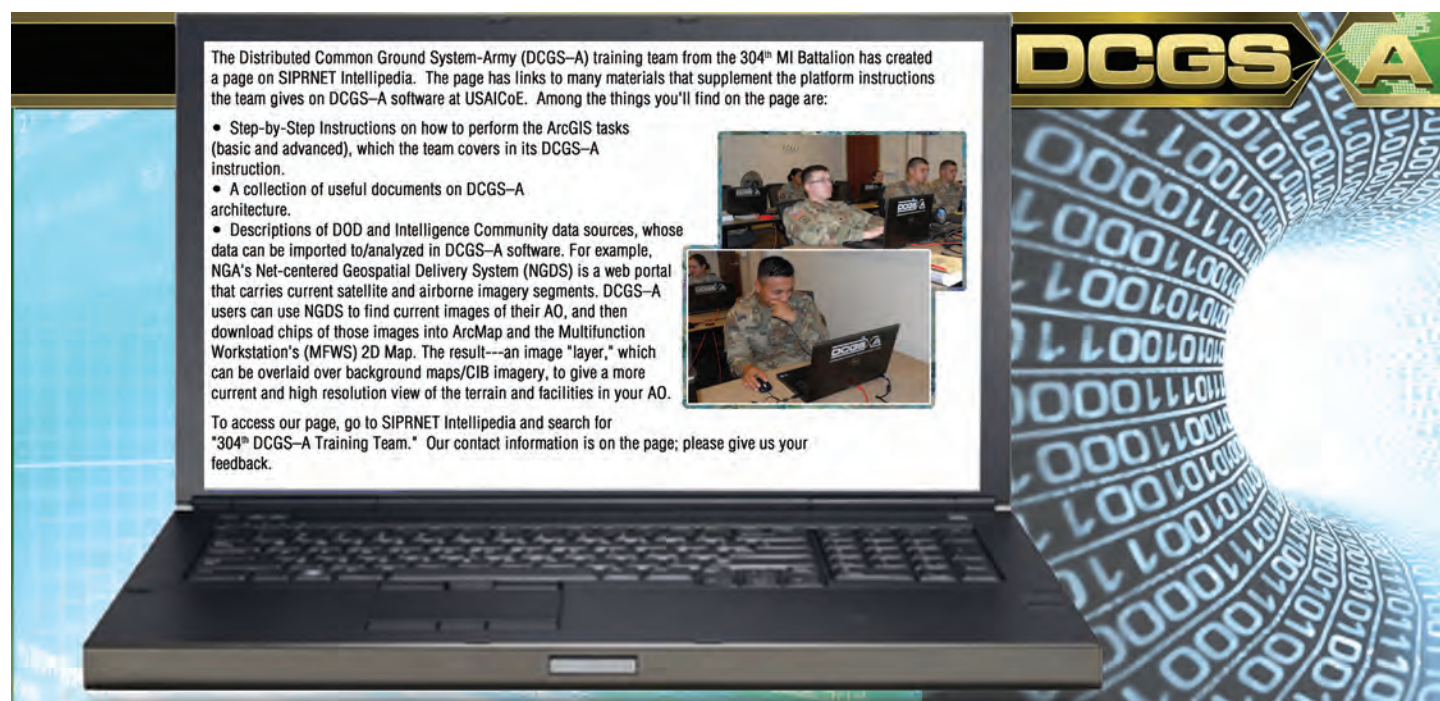 DCGS A
The Distributed Common Ground System-Army (DCGS–A) training team from the 304th MI Battalion has created
a page on SIPRNET Intellipedia. The page has links to many materials that supplement the platform instructions
the team gives on DCGS–A software at USAICoE. Among the things you'll find on the page are:
• Step-by-Step Instructions on how to perform the ArcGIS tasks
(basic and advanced), which the team covers in its DCGS–A
instruction.
• A collection of useful documents on DCGS–A
architecture.
• Descriptions of DOD and Intelligence Community data sources, whose
data can be imported to/analyzed in DCGS–A software. For example,
NGA's Net-centered Geospatial Delivery System (NGDS) is a web portal
that carries current satellite and airborne imagery segments. DCGS–A
users can use NGDS to find current images of their AO, and then
download chips of those images into ArcMap and the Multifunction
Workstation's (MFWS) 2D Map. The result---an image "layer," which
can be overlaid over background maps/CIB imagery, to give a more
current and high resolution view of the terrain and facilities in your AO.
To access our page, go to SIPRNET Intellipedia and search for
"304th DCGS–A Training Team." Our contact information is on the page; please give us your
feedback.
DCGS A
DCGS A